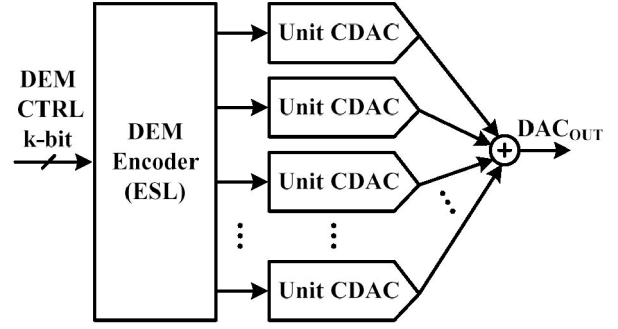 DEM
CTRL
k-bit
DEM
Encoder
(ESL)
Unit CDAC
Unit CDAC
Unit CDAC
Unit CDAC
+
DACOUT